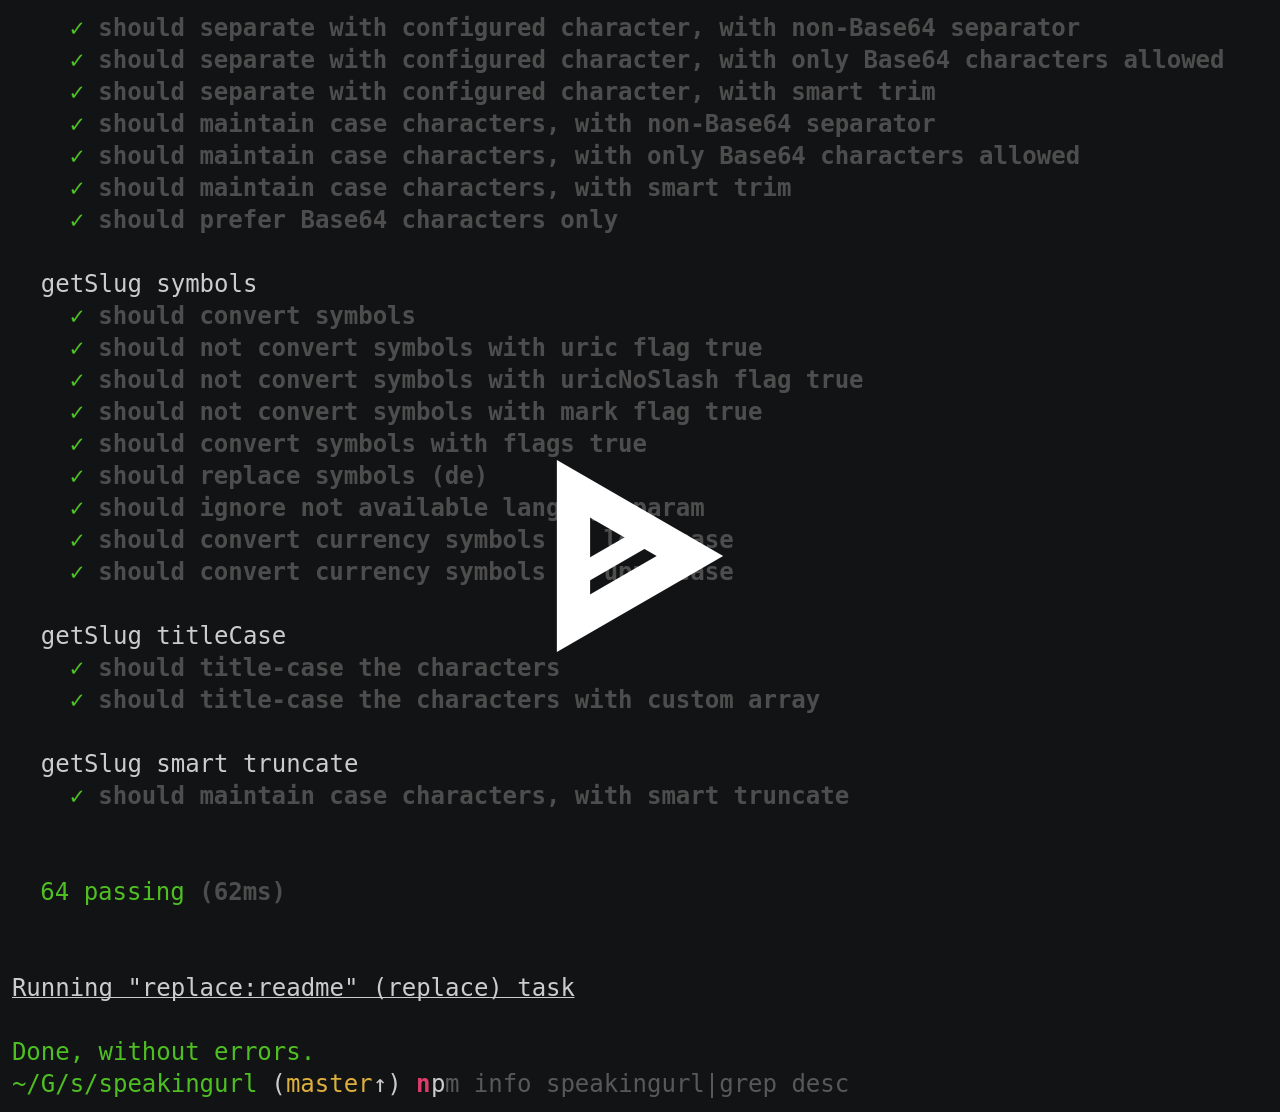 ✓ should separate with configured character, with non-Base64 separator
✓ should separate with configured character, with only Base64 characters allowed
✓ should separate with configured character, with smart trim
✓ should maintain case characters, with non-Base64 separator
✓ should maintain case characters, with only Base64 characters allowed
✓ should maintain case characters, with smart trim
✓ should prefer Base64 characters only
getSlug symbols
✓ should convert symbols
✓ should not convert symbols with uric flag true
✓ should not convert symbols with uricNoSlash flag true
✓ should not convert symbols with mark flag true
✓ should convert symbols with flags true
✓ should replace symbols (de)
✓ should ignore not available param
✓ should convert currency symbols
✓ should convert currency symbols
getSlug titleCase
✓ should title-case the characters
✓ should title-case the characters with custom array
getSlug smart truncate
✓ should maintain case characters, with smart truncate
64 passing (62ms)
Running "replace:readme" (replace) task
Done, without errors.
~/G/s/speakingurl (master↑) npm info speakingurl|grep desc